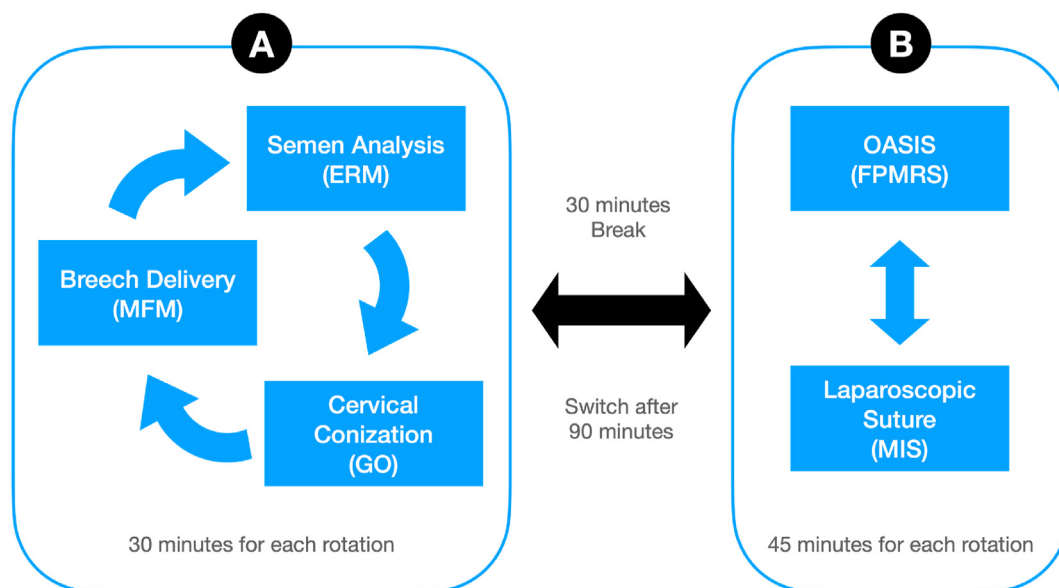 A
B
Semen Analysis
(ERM)
Breech Delivery
(MFM)
Cervical
Conization
(GO)
30 minutes for each rotation
30 minutes
Break
Switch after
90 minutes
OASIS
(FPMRS)
Laparoscopic
Suture
(MIS)
45 minutes for each rotation